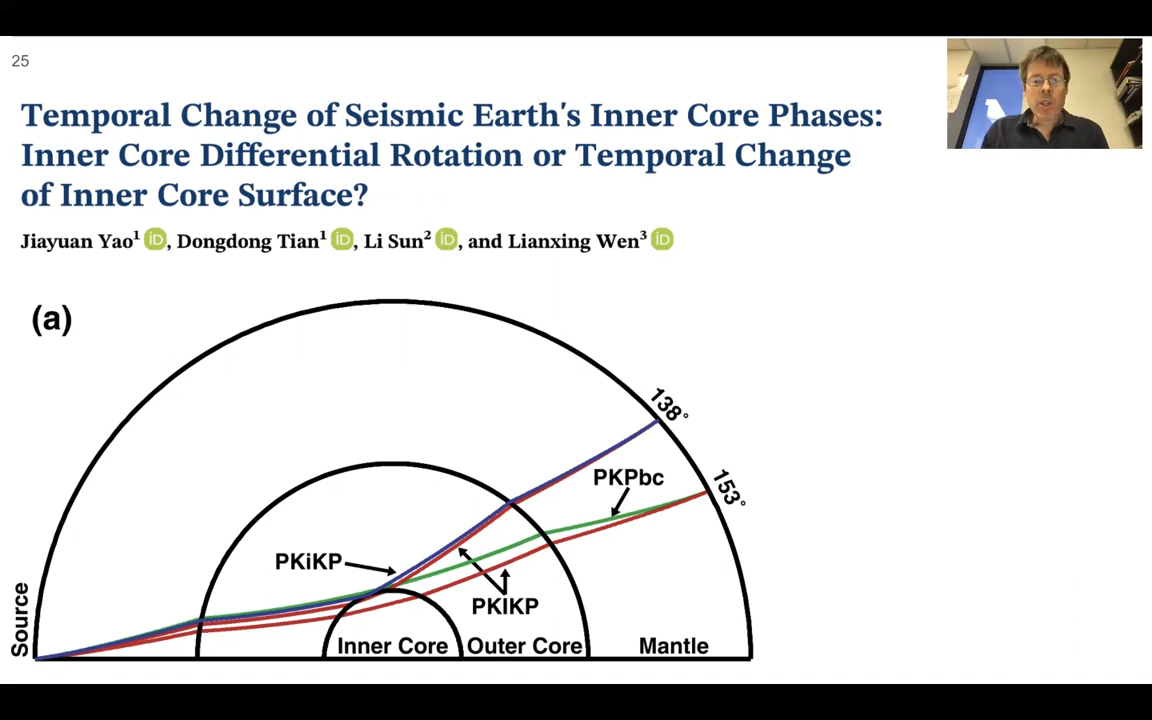 25
Temporal Change of Seismic Earth's Inner Core Phases:
Inner Core Differential Rotation or Temporal Change
of Inner Core Surface?
Jiayuan Yao1 iD, Dongdong Tian1 iD, Li Sun2 iD, and Lianxing Wen3 iD
(a)
138°
PKPbc
153°
PKiKP
PKIKP
Source
Inner Core
Outer Core
Mantle